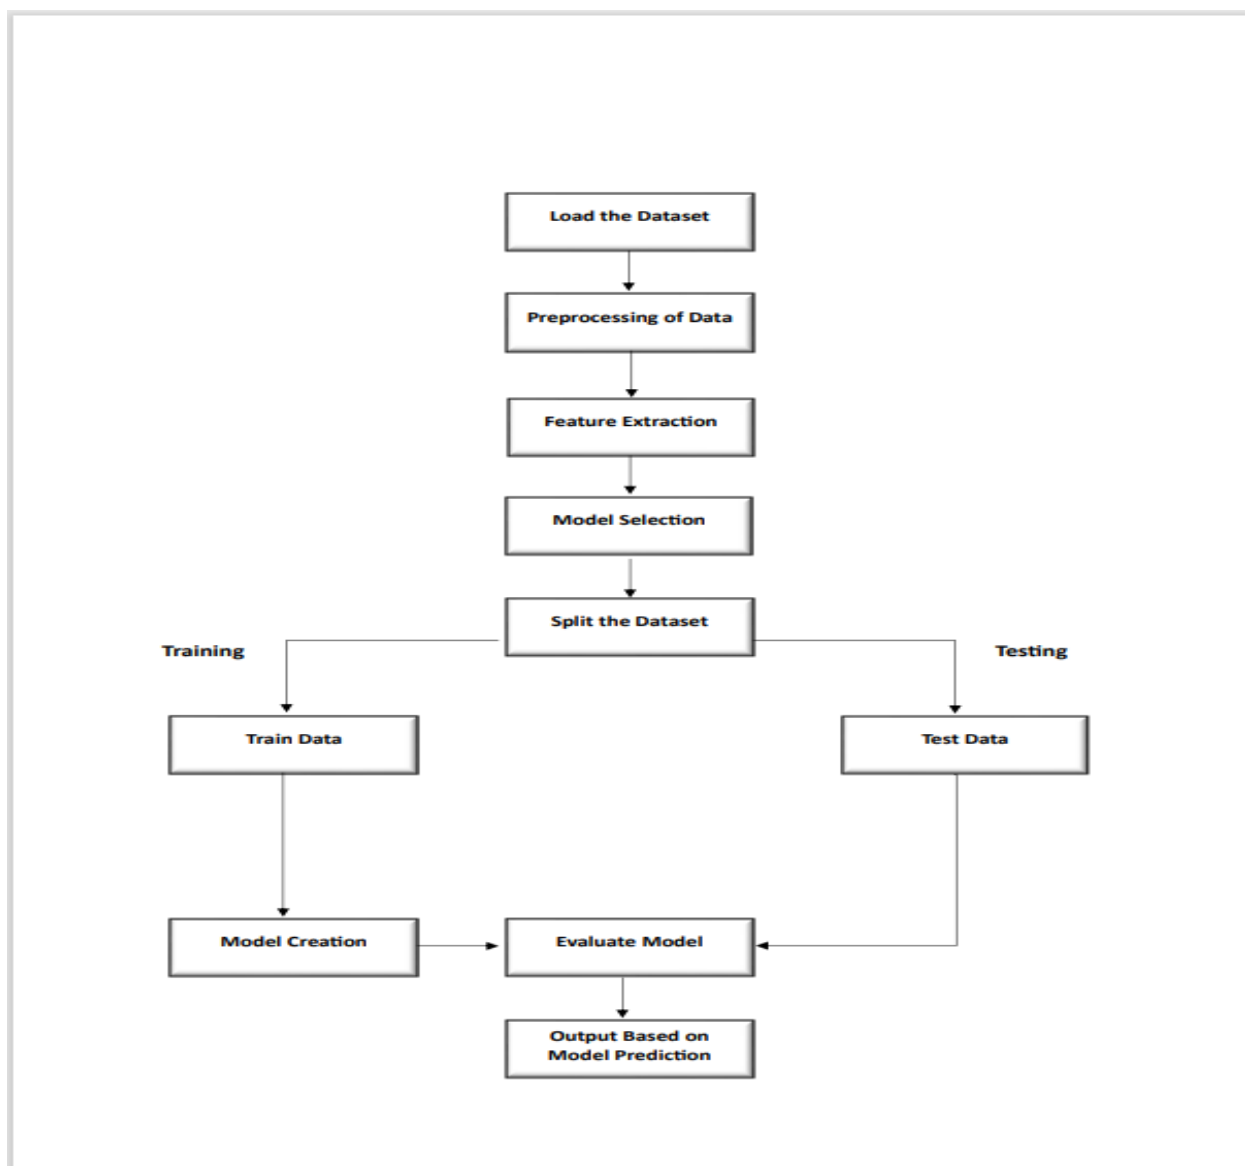 Load the Dataset
Preprocessing of Data
Feature Extraction
Model Selection
Split the Dataset
Training
Testing
Train Data
Test Data
Model Creation
Evaluate Model
Output Based on
Model Prediction